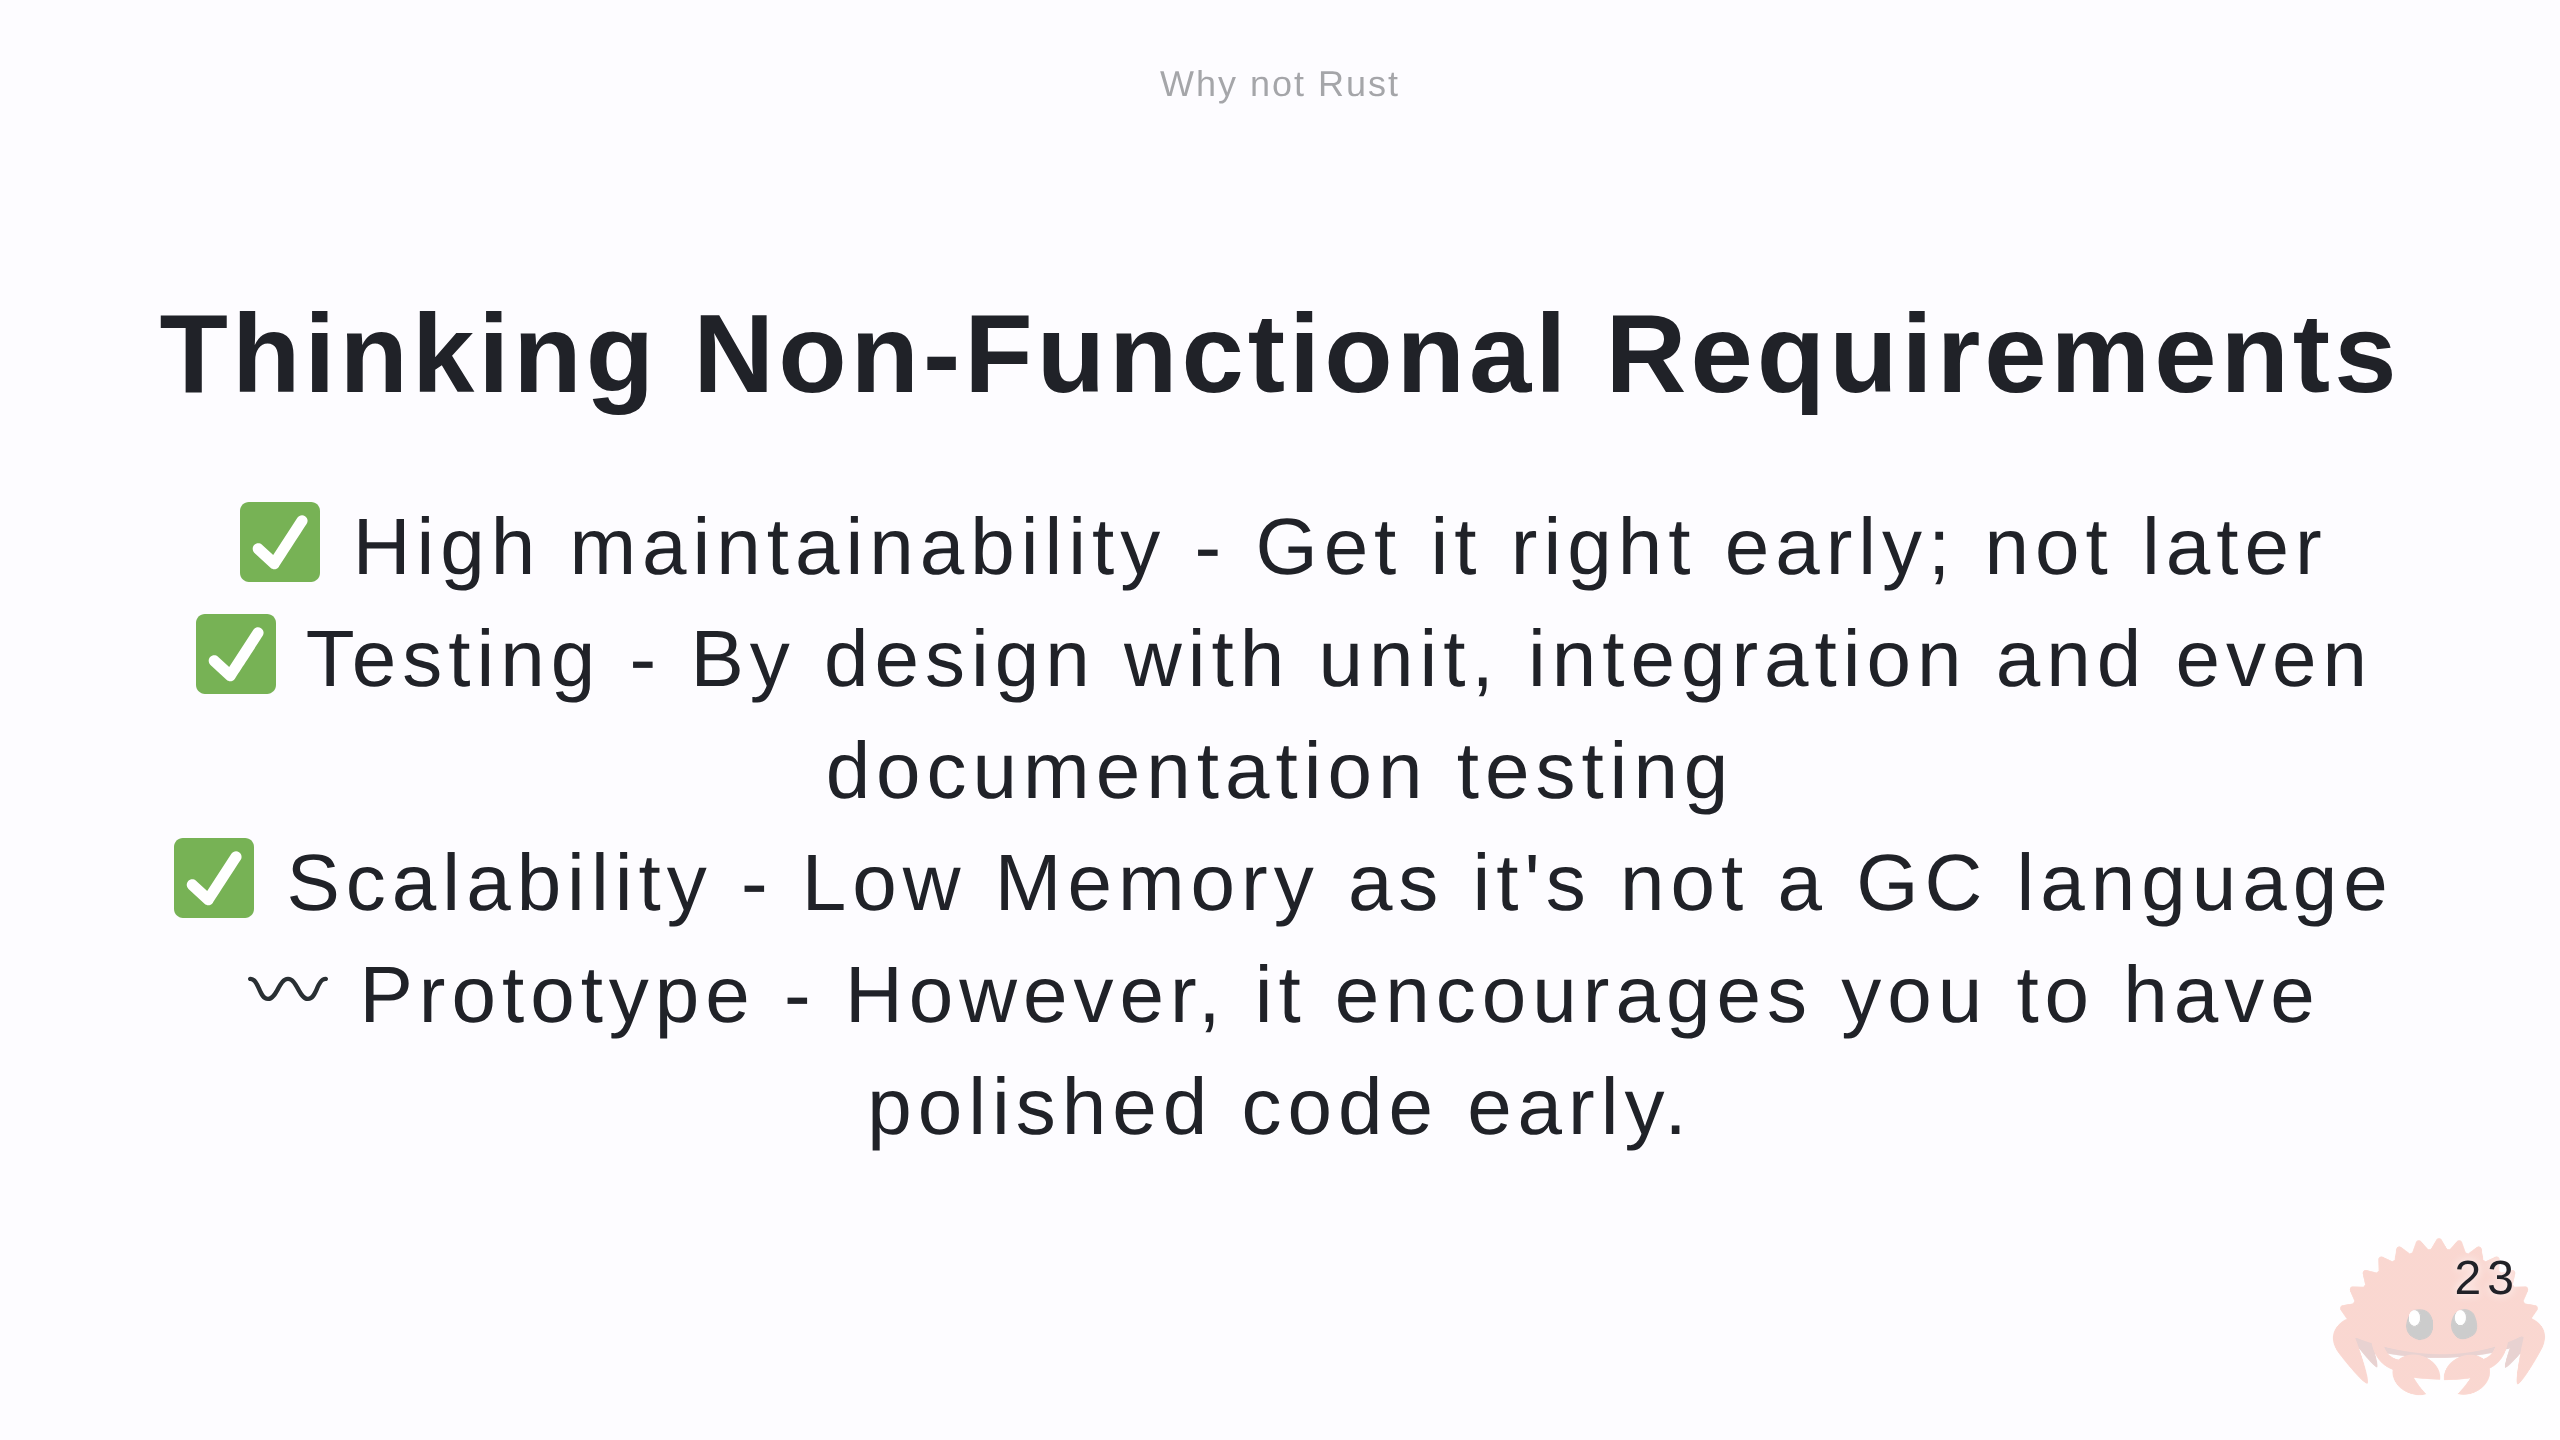 Why not Rust
Thinking Non-Functional Requirements
✅ High maintainability - Get it right early; not later
✅ Testing - By design with unit, integration and even
documentation testing
✅ Scalability - Low Memory as it's not a GC language
〰 Prototype - However, it encourages you to have
polished code early.
23